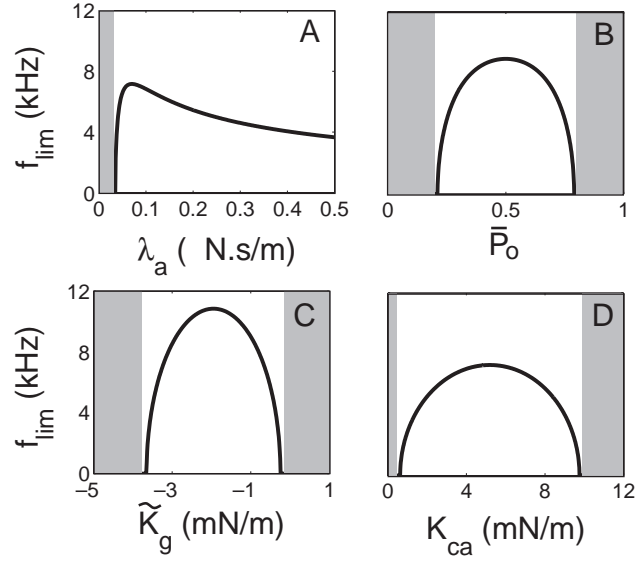 12
8
4
0
f_lim (kHz)
A
0 0.1 0.2 0.3 0.4 0.5
λ_a ( N.s/m)
B
0 0.5 1
P̄_o
12
8
4
0
f_lim (kHz)
C
−5 −3 −1 1
K̃_g (mN/m)
D
0 4 8 12
K_ca (mN/m)